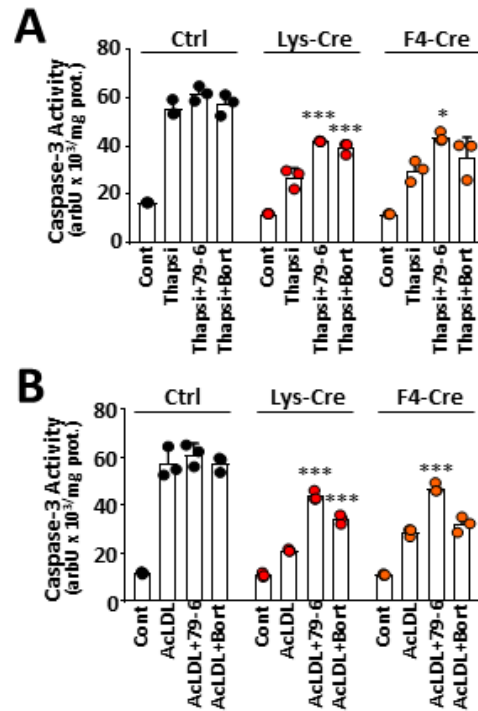 A
Ctrl Lys-Cre F4-Cre
Caspase-3 Activity
(arbU x 10³/mg prot.)
80
60
40
20
0
*** *** *
Cont Thapsi Thapsi+79-6 Thapsi+Bort Cont Thapsi Thapsi+79-6 Thapsi+Bort Cont Thapsi Thapsi+79-6 Thapsi+Bort
B
Ctrl Lys-Cre F4-Cre
Caspase-3 Activity
(arbU x 10³/mg prot.)
80
60
40
20
0
*** *** ***
Cont AcLDL AcLDL+79-6 AcLDL+Bort Cont AcLDL AcLDL+79-6 AcLDL+Bort Cont AcLDL AcLDL+79-6 AcLDL+Bort